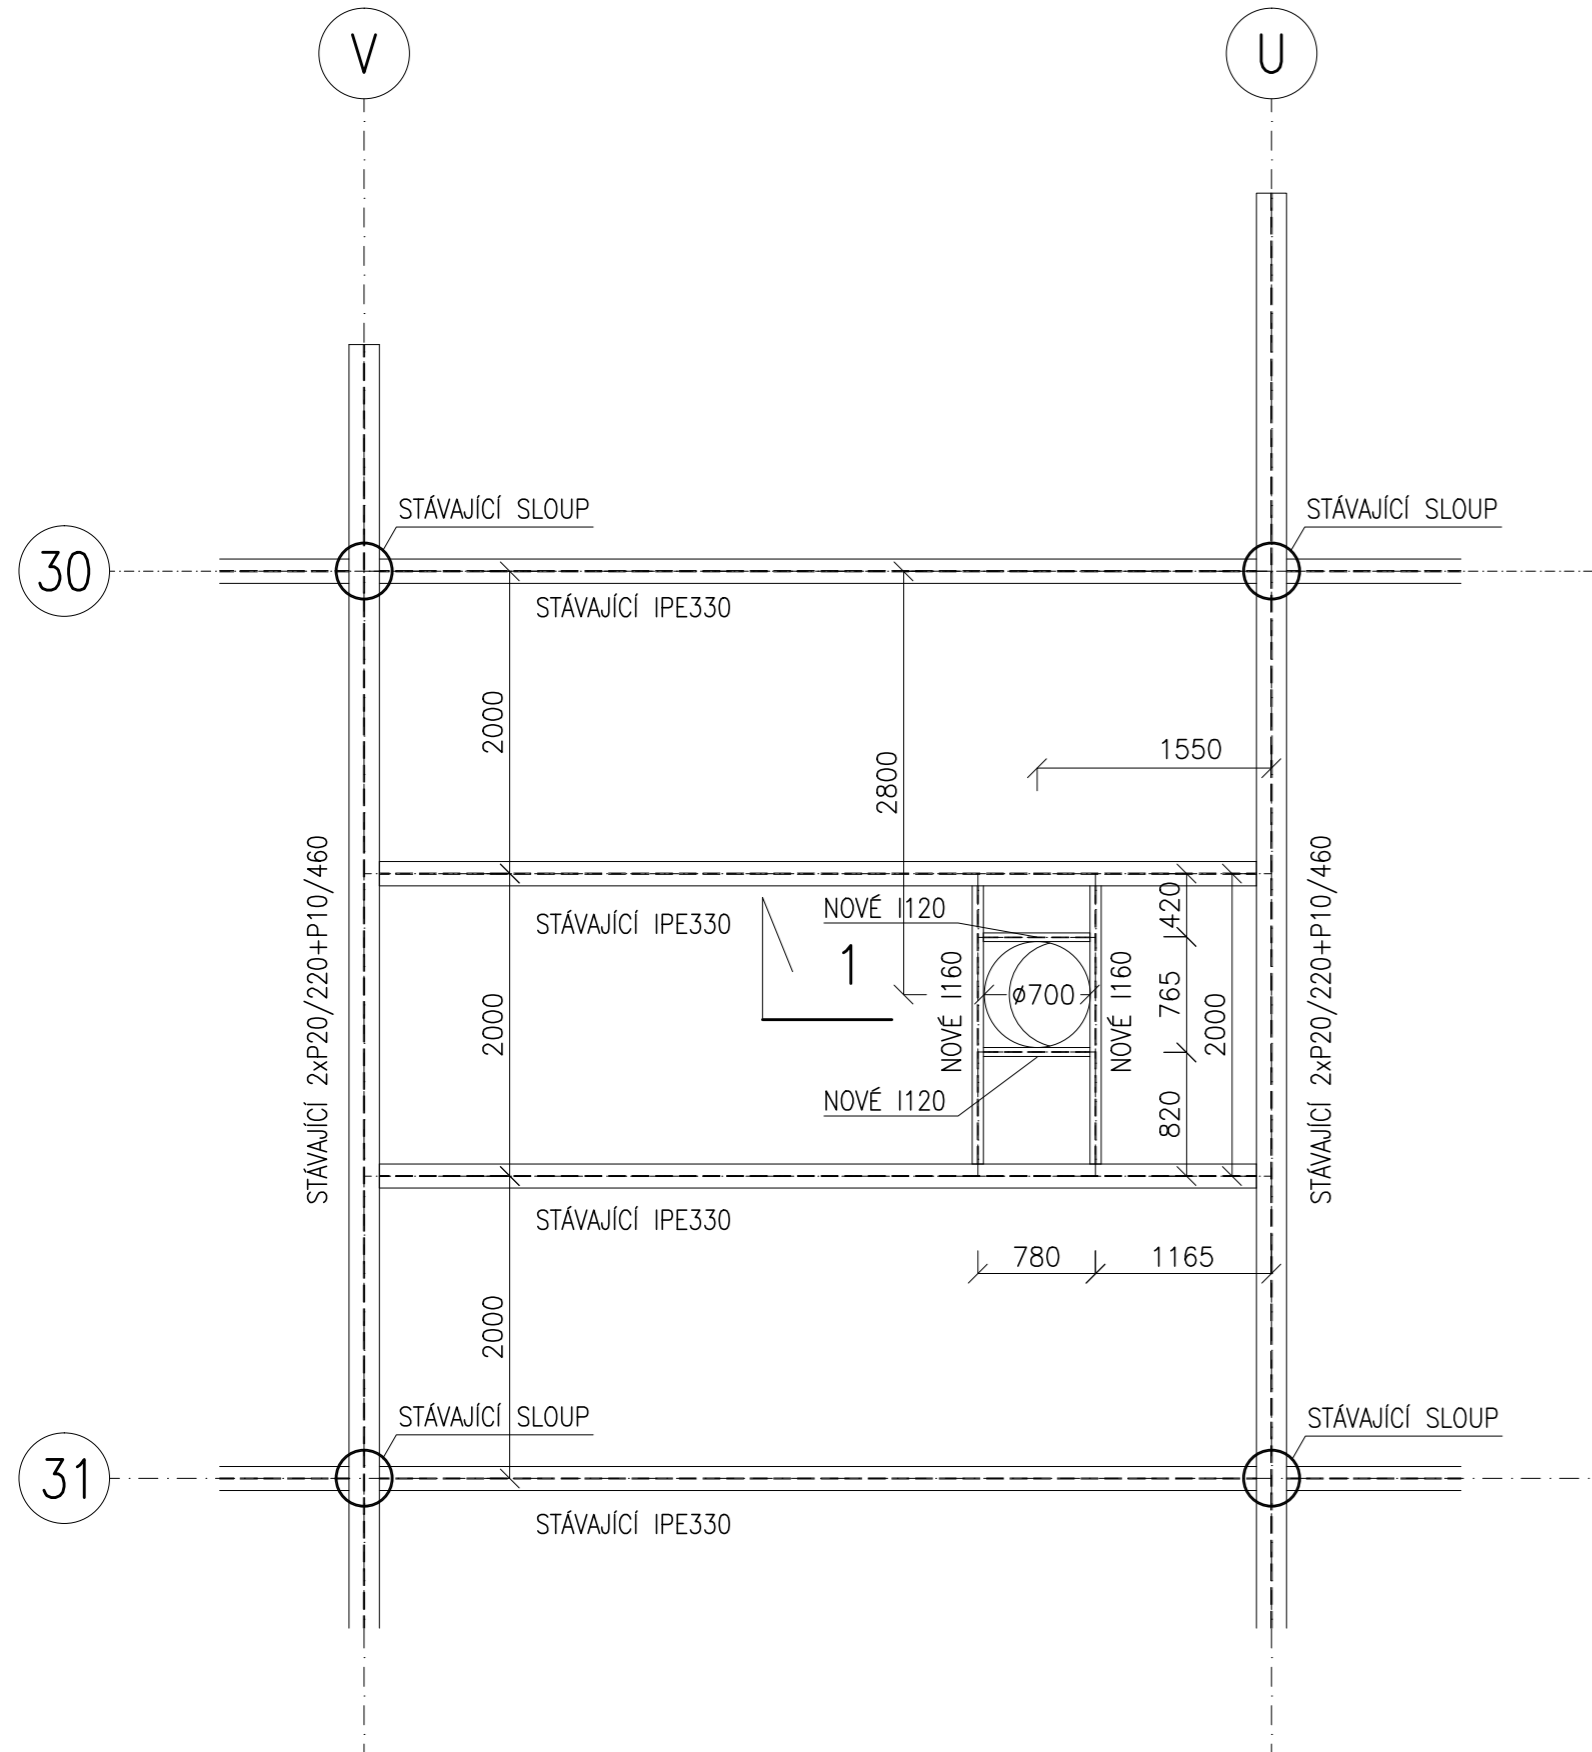 V
U
STÁVAJÍCÍ SLOUP
STÁVAJÍCÍ SLOUP
30
STÁVAJÍCÍ IPE330
2000
2800
1550
STÁVAJÍCÍ 2xP20/220+P10/460
STÁVAJÍCÍ 2xP20/220+P10/460
STÁVAJÍCÍ IPE330
NOVÉ I120
420
1
NOVÉ I160
ø700
NOVÉ I160
765
2000
2000
NOVÉ I120
820
STÁVAJÍCÍ IPE330
780
1165
2000
STÁVAJÍCÍ SLOUP
STÁVAJÍCÍ SLOUP
31
STÁVAJÍCÍ IPE330